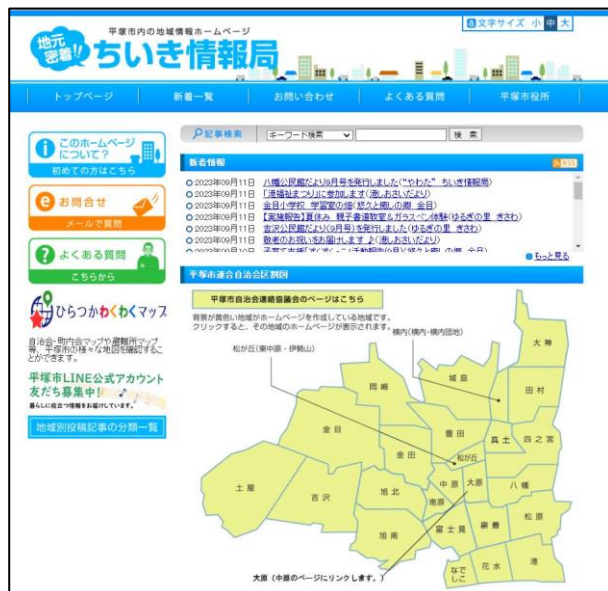 平塚市内の地域情報ホームページ
地元密着!! ちいき情報局
文字サイズ 小 中 大
トップページ 新着一覧 お問い合わせ よくある質問 平塚市役所
このホームページについて?
初めての方はこちら
お問合せ
メールで質問
よくある質問
こちらから
ひらつかわくわくマップ
自治会・町内会マップや避難所マップ
等、平塚市の様々な地図を確認するこ
とができます。
平塚市LINE公式アカウント
友だち募集中!
暮らしに役立つ情報をお届けしています。
地域別投稿記事の分類一覧
記事検索 キーワード検索 検 索
新着情報 RSS
2023年09月11日 八幡公民館だより9月号を発行しました(“やわた” ちいき情報局)
2023年09月11日 「港福祉まつり」に参加します(港しおさいだより)
2023年09月11日 金目小学校 学習室の畑(悠久と癒しの郷 金目)
2023年09月11日 【実施報告】夏休み 親子書道教室&ガラスペン体験(ゆるぎの里 きさわ)
2023年09月11日 吉沢公民館だより(9月号)を発行しました(ゆるぎの里 きさわ)
2023年09月11日 敬老のお祝いをお届けします♪(港しおさいだより)
もっと見る
平塚市連合自治会区割図
平塚市自治会連絡協議会のページはこちら
背景が黄色い地域がホームページを作成している地域です。
クリックすると、その地域のホームページが表示されます。
横内(横内・横内団地)
松が丘(東中原・伊勢山)
大神
岡崎
城島
田村
金目
豊田
真土
四之宮
金田
松が丘
土屋
吉沢
旭北
中原
大原
八幡
南原
旭南
富士見
崇善
松原
なでしこ
花水
港
大原(中原のページにリンクします。)